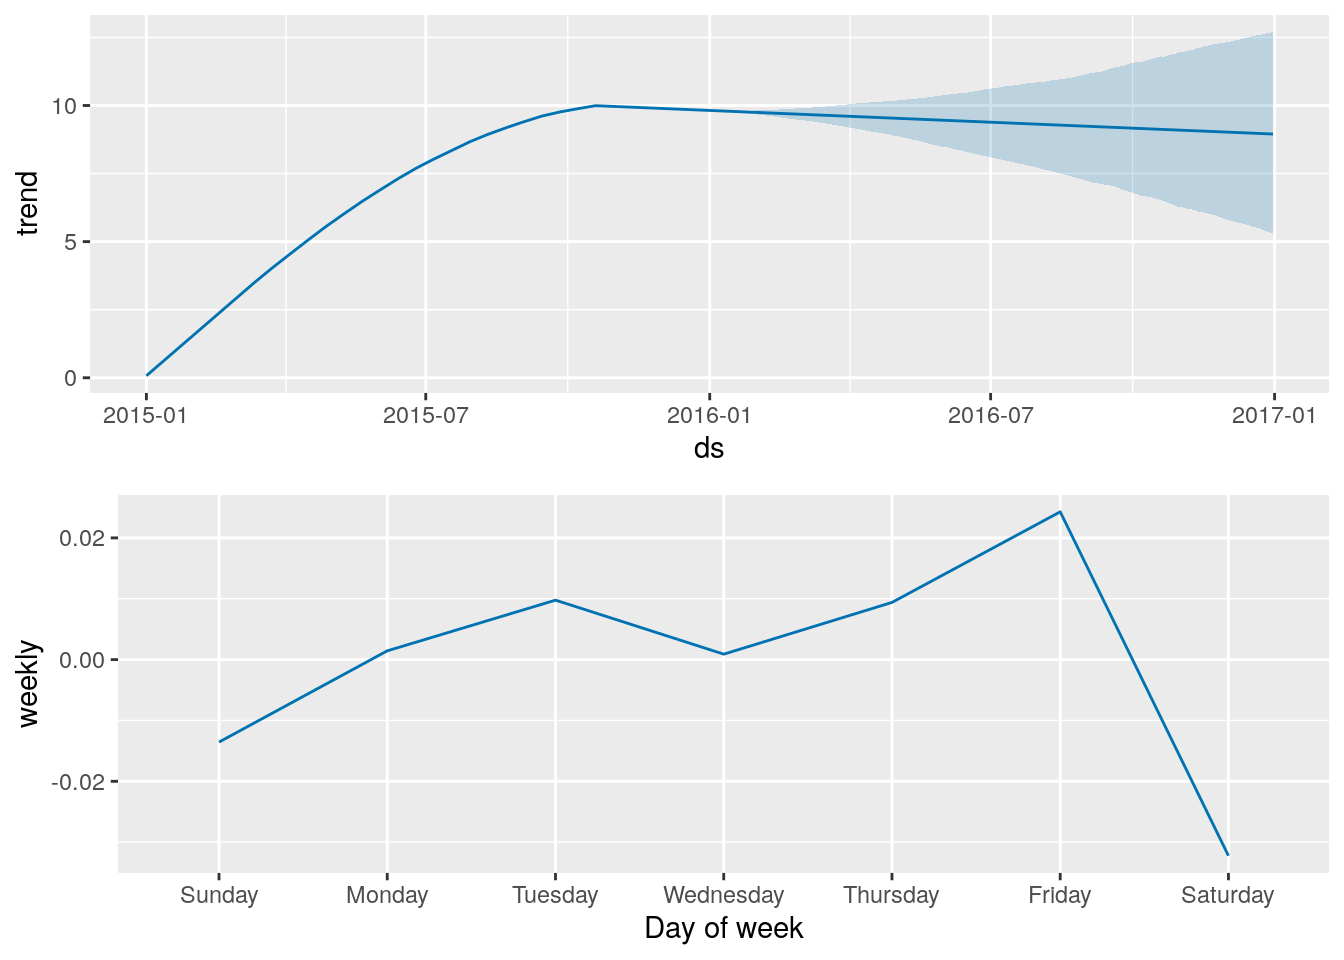 trend
10
5
0
2015-01 2015-07 2016-01 2016-07 2017-01
ds
weekly
0.02
0.00
-0.02
Sunday Monday Tuesday Wednesday Thursday Friday Saturday
Day of week